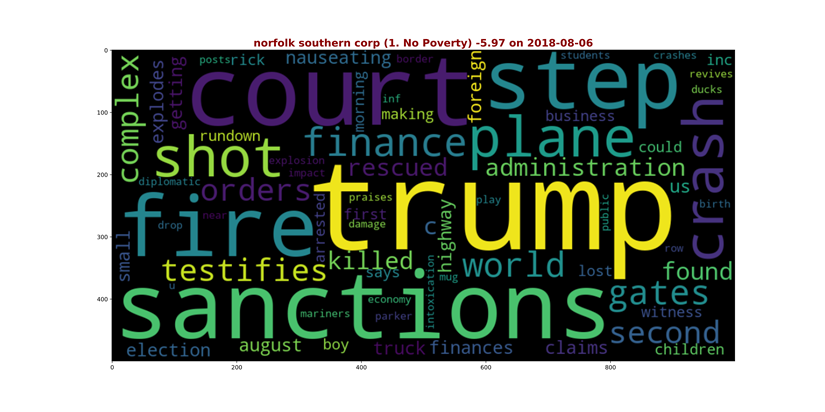 norfolk southern corp (1. No Poverty) -5.97 on 2018-08-06
0
100
200
300
400
0 200 400 600 800
complex
explodes
posts
rick
getting
nauseating
border
morning
inf
making
court
foreign
step
students
crashes
inc
revives
ducks
business
rundown
shot
finance
plane
could
crash
explosion
impact
rescued
administration
diplomatic
orders
trump
us
praises
first
damage
play
birth
public
near
drop
fire
arrested
c
highway
row
small
testifies
killed
says
world
lost
found
u
sanctions
mariners
economy
parker
intoxication
mug
gates
witness
second
election
august
boy
truck
finances
claims
children